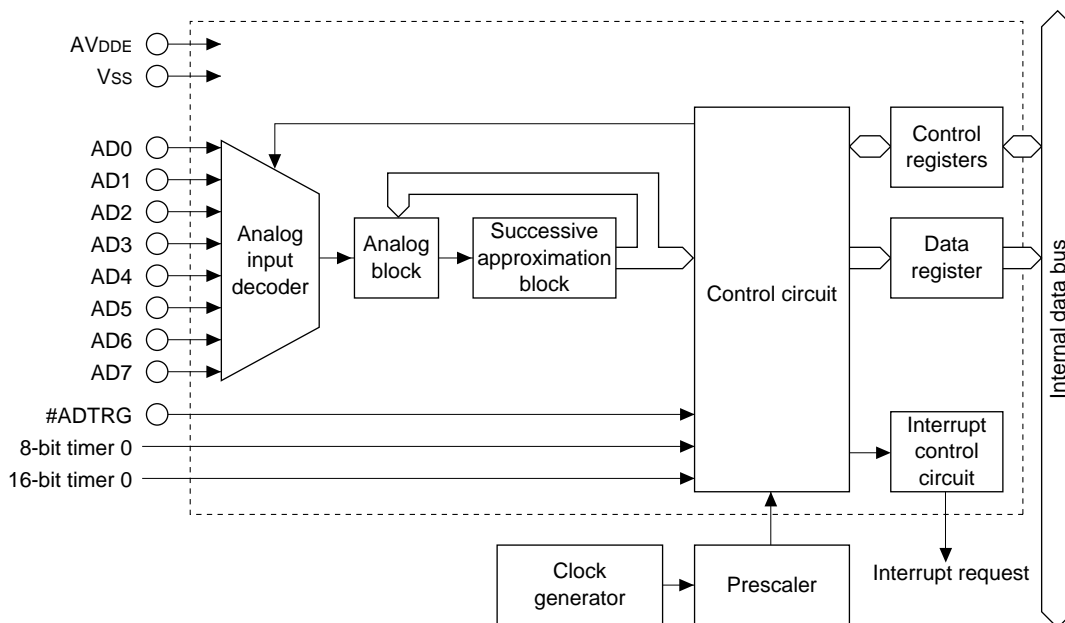 AVDDE
VSS
AD0
AD1
AD2
AD3
AD4
AD5
AD6
AD7
#ADTRG
8-bit timer 0
16-bit timer 0
Analog
input
decoder
Analog
block
Successive
approximation
block
Control circuit
Control
registers
Data
register
Interrupt
control
circuit
Internal data bus
Clock
generator
Prescaler
Interrupt request